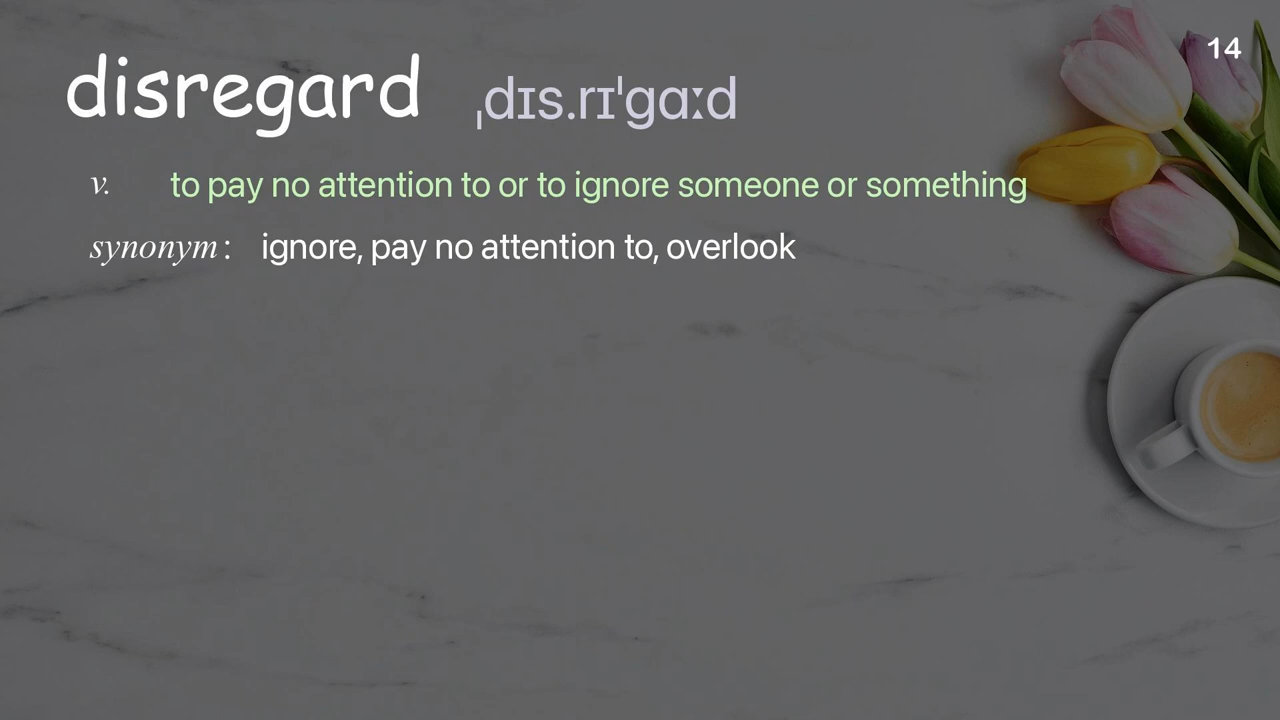 14
disregard ˌdɪs.rɪˈɡɑːd
v. to pay no attention to or to ignore someone or something
synonym: ignore, pay no attention to, overlook